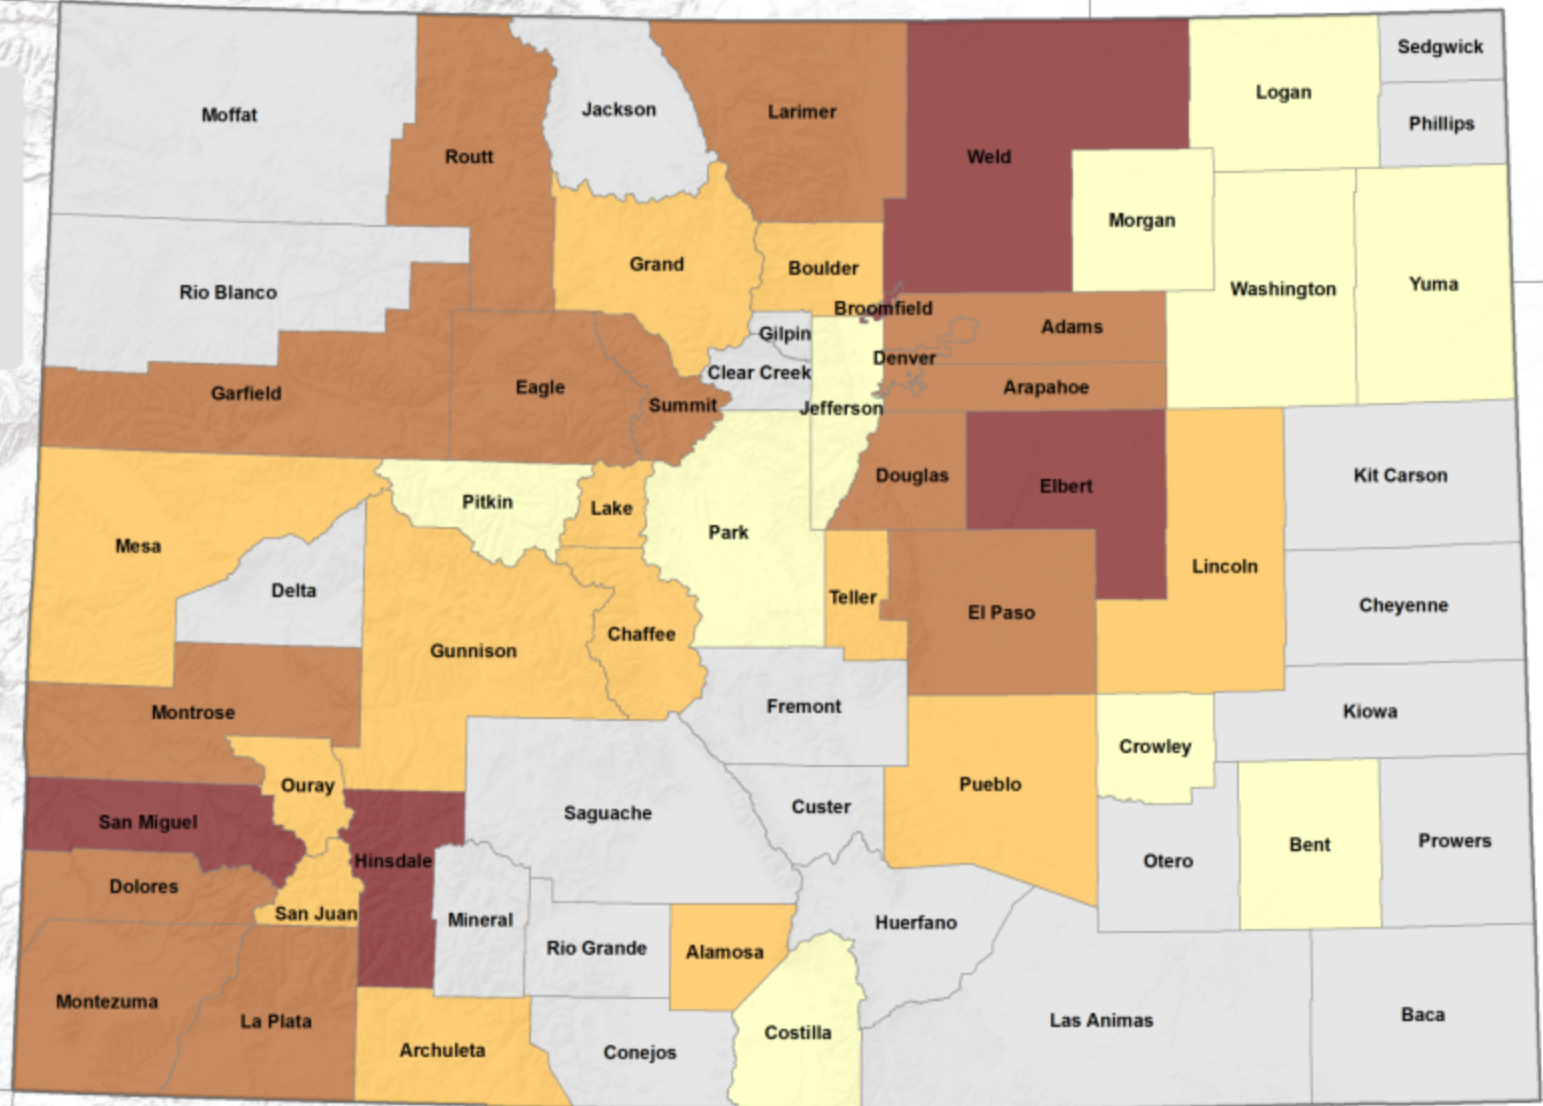 Sedgwick
Logan
Moffat
Jackson
Larimer
Phillips
Routt
Weld
Morgan
Grand
Boulder
Rio Blanco
Washington
Yuma
Broomfield
Gilpin
Adams
Denver
Clear Creek
Garfield
Eagle
Arapahoe
Summit
Jefferson
Douglas
Kit Carson
Elbert
Pitkin
Lake
Park
Mesa
Lincoln
Delta
Teller
Cheyenne
El Paso
Chaffee
Gunnison
Fremont
Montrose
Kiowa
Crowley
Ouray
Pueblo
Custer
Saguache
San Miguel
Prowers
Bent
Hinsdale
Otero
Dolores
San Juan
Mineral
Huerfano
Rio Grande
Alamosa
Montezuma
Baca
La Plata
Las Animas
Costilla
Archuleta
Conejos